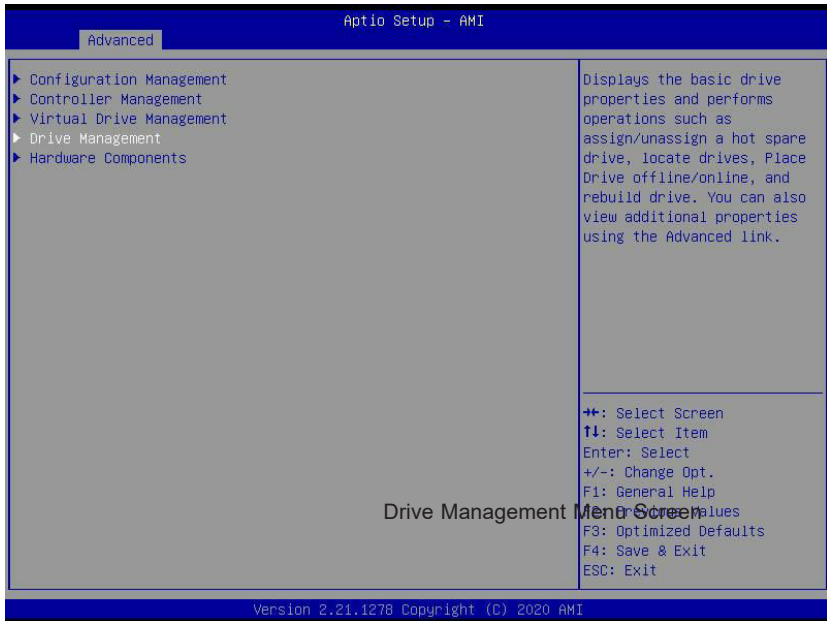 Aptio Setup – AMI
Advanced
Configuration Management
Controller Management
Virtual Drive Management
Drive Management
Hardware Components
Displays the basic drive
properties and performs
operations such as
assign/unassign a hot spare
drive, locate drives, Place
Drive offline/online, and
rebuild drive. You can also
view additional properties
using the Advanced link.
→←: Select Screen
↑↓: Select Item
Enter: Select
+/-: Change Opt.
F1: General Help
Drive Management Menu Screen
F2: Previous Values
F3: Optimized Defaults
F4: Save & Exit
ESC: Exit
Version 2.21.1278 Copyright (C) 2020 AMI